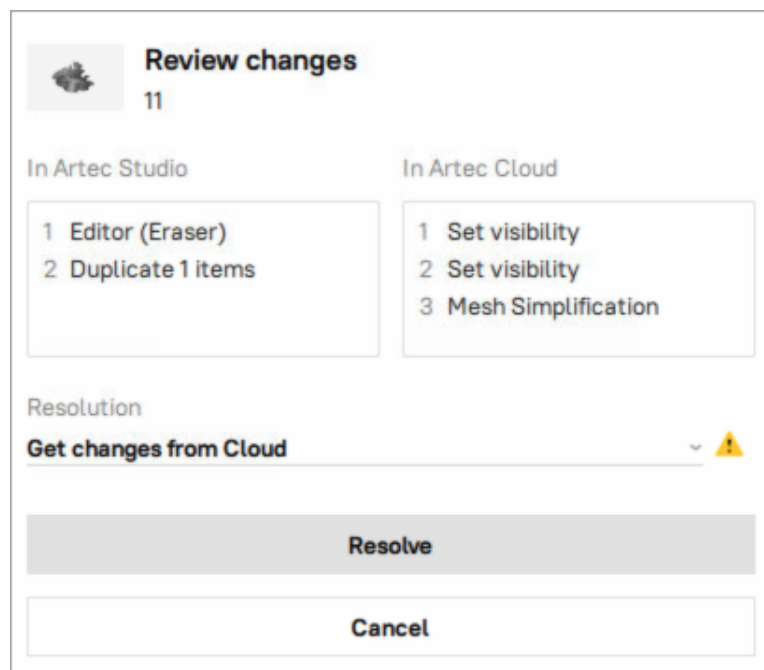 Review changes
11
In Artec Studio
1 Editor (Eraser)
2 Duplicate 1 items
In Artec Cloud
1 Set visibility
2 Set visibility
3 Mesh Simplification
Resolution
Get changes from Cloud
Resolve
Cancel